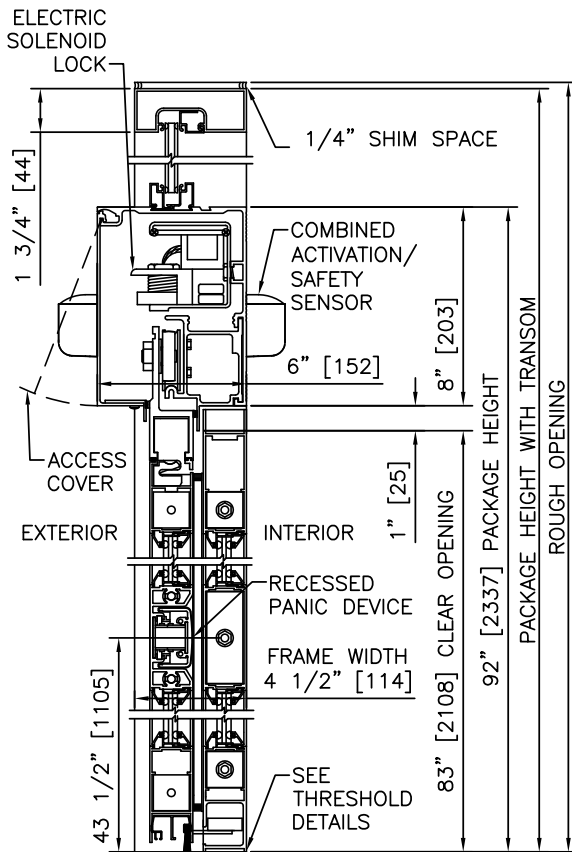 ELECTRIC
SOLENOID
LOCK
1/4” SHIM SPACE
1 3/4” [44]
COMBINED
ACTIVATION/
SAFETY
SENSOR
6” [152]
8” [203]
ACCESS
COVER
1” [25]
EXTERIOR
INTERIOR
RECESSED
PANIC DEVICE
FRAME WIDTH
4 1/2” [114]
43 1/2” [1105]
SEE
THRESHOLD
DETAILS
83” [2108] CLEAR OPENING
92” [2337] PACKAGE HEIGHT
PACKAGE HEIGHT WITH TRANSOM
ROUGH OPENING